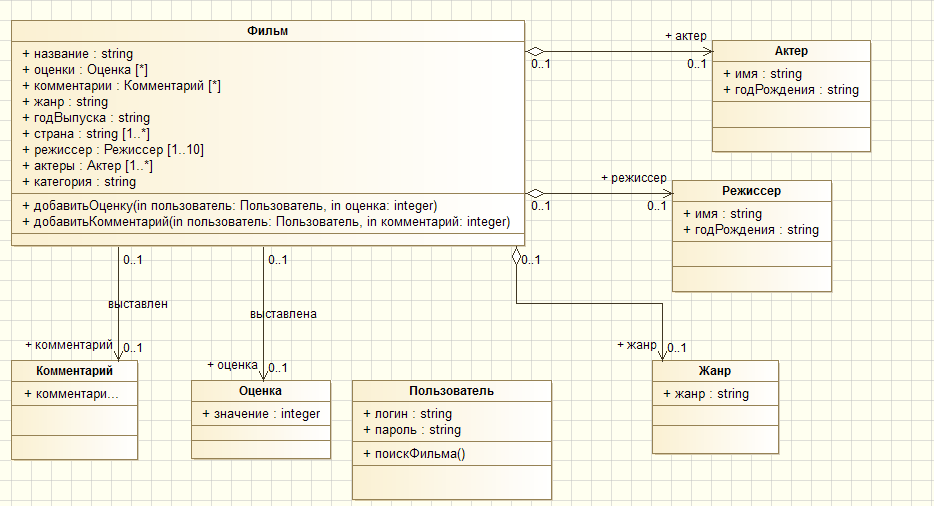 Фильм
+ название : string
+ оценки : Оценка [*]
+ комментарии : Комментарий [*]
+ жанр : string
+ годВыпуска : string
+ страна : string [1..*]
+ режиссер : Режиссер [1..10]
+ актеры : Актер [1..*]
+ категория : string
+ добавитьОценку(in пользователь: Пользователь, in оценка: integer)
+ добавитьКомментарий(in пользователь: Пользователь, in комментарий: integer)
+ актер
0..1
0..1
Актер
+ имя : string
+ годРождения : string
+ режиссер
0..1
0..1
Режиссер
+ имя : string
+ годРождения : string
0..1
выставлен
+ комментарий
0..1
0..1
выставлена
+ оценка
0..1
0..1
+ жанр
0..1
Комментарий
+ комментари...
Оценка
+ значение : integer
Пользователь
+ логин : string
+ пароль : string
+ поискФильма()
Жанр
+ жанр : string